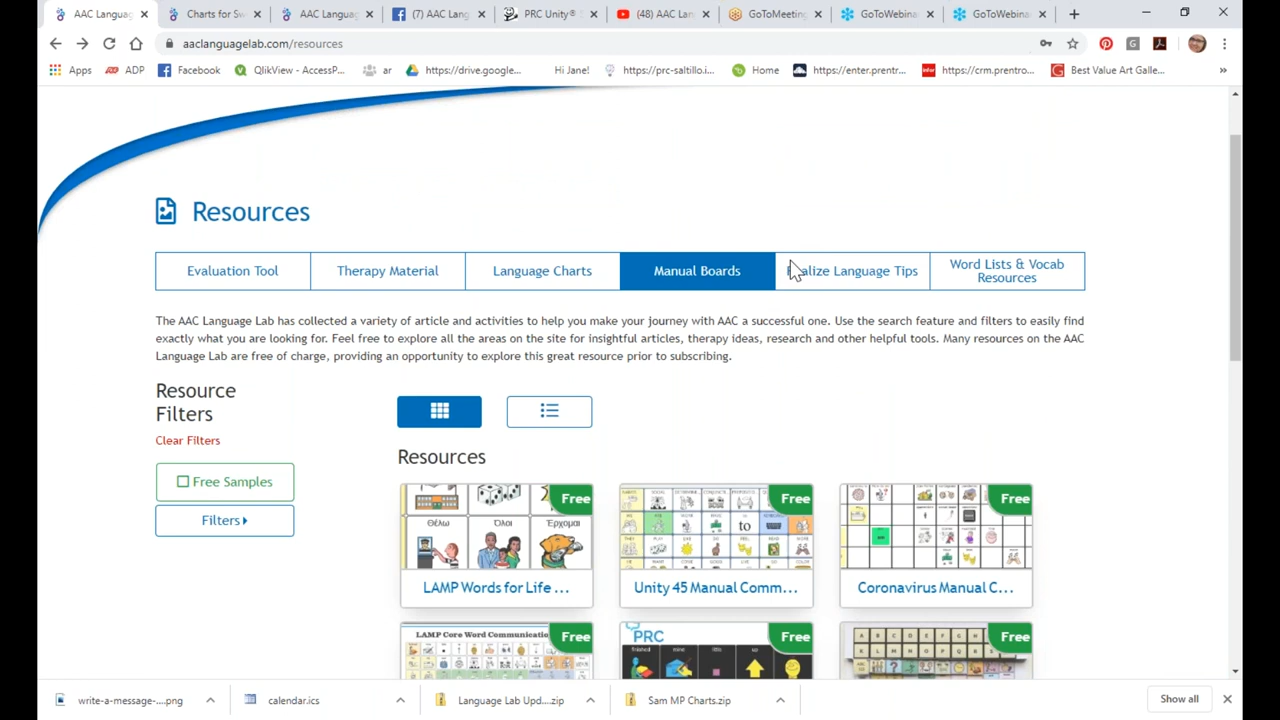 AAC Languag
Charts for Sw
AAC Langua
(7) AAC Lang
PRC Unity®
(48) AAC Lan
GoToMeeting
GoToWebina
GoToWebina
aaclanguagelab.com/resources
Apps
ADP
Facebook
QlikView - AccessP...
ar
https://drive.google...
Hi Jane!
https://prc-saltillo.i...
Home
https://enter.prentr...
https://crm.prentro...
Best Value Art Galle...
Resources
Evaluation Tool
Therapy Material
Language Charts
Manual Boards
alize Language Tips
Word Lists & Vocab
Resources
The AAC Language Lab has collected a variety of article and activities to help you make your journey with AAC a successful one. Use the search feature and filters to easily find
exactly what you are looking for. Feel free to explore all the areas on the site for insightful articles, therapy ideas, research and other helpful tools. Many resources on the AAC
Language Lab are free of charge, providing an opportunity to explore this great resource prior to subscribing.
Resource
Filters
Clear Filters
Free Samples
Filters
Resources
Free
Θέλω Όλοι Έρχομαι
LAMP Words for Life ...
Free
to
Unity 45 Manual Comm...
Free
Coronavirus Manual C...
Free
LAMP Core Word Communicatio
Free
PRC
finished mine up
Free
write-a-message-....png
calendar.ics
Language Lab Upd....zip
Sam MP Charts.zip
Show all